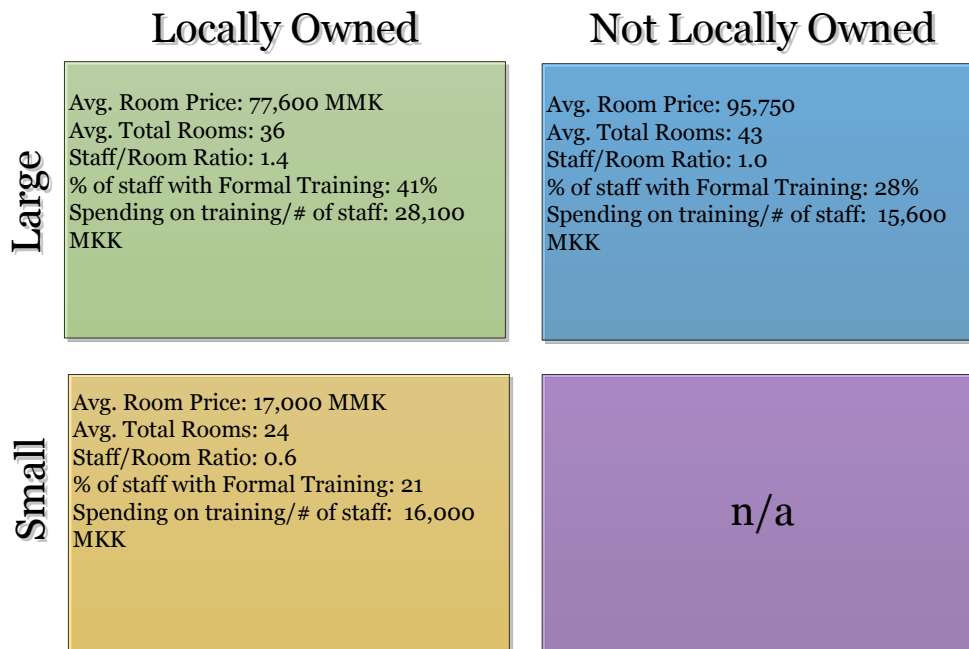 Locally Owned
Not Locally Owned
Large
Avg. Room Price: 77,600 MMK
Avg. Total Rooms: 36
Staff/Room Ratio: 1.4
% of staff with Formal Training: 41%
Spending on training/# of staff: 28,100
MKK
Avg. Room Price: 95,750
Avg. Total Rooms: 43
Staff/Room Ratio: 1.0
% of staff with Formal Training: 28%
Spending on training/# of staff:  15,600
MKK
Small
Avg. Room Price: 17,000 MMK
Avg. Total Rooms: 24
Staff/Room Ratio: 0.6
% of staff with Formal Training: 21
Spending on training/# of staff:  16,000
MKK
n/a